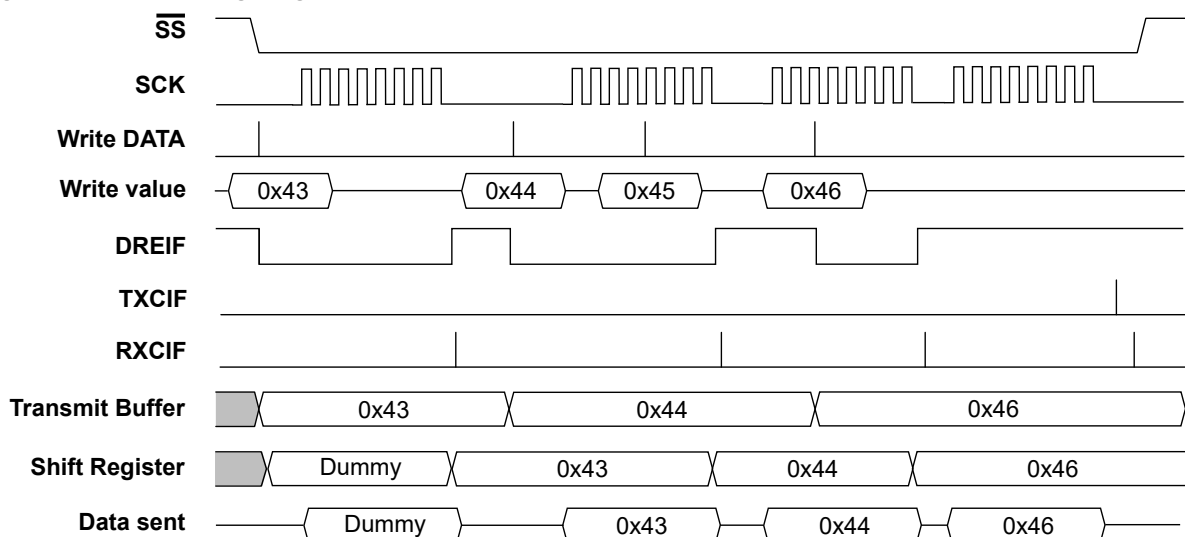 SS
SCK
Write DATA
Write value 0x43 0x44 0x45 0x46
DREIF
TXCIF
RXCIF
Transmit Buffer 0x43 0x44 0x46
Shift Register Dummy 0x43 0x44 0x46
Data sent Dummy 0x43 0x44 0x46